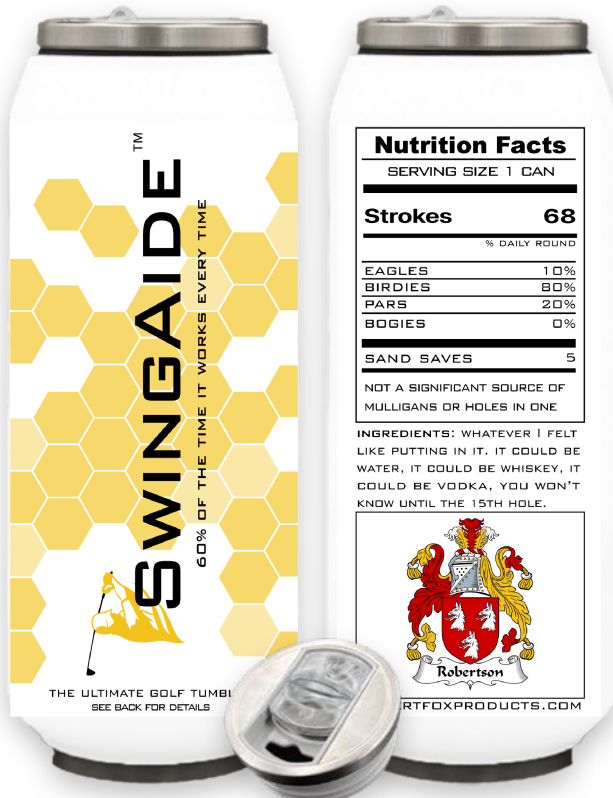 SWINGAIDE™
60% OF THE TIME IT WORKS EVERY TIME
THE ULTIMATE GOLF
SEE BACK FOR DETAILS
Nutrition Facts
SERVING SIZE 1 CAN
Strokes 68
% DAILY ROUND
EAGLES 10%
BIRDIES 80%
PARS 20%
BOGIES 0%
SAND SAVES 5
NOT A SIGNIFICANT SOURCE OF
MULLIGANS OR HOLES IN ONE
INGREDIENTS: WHATEVER I FELT
LIKE PUTTING IN IT. IT COULD BE
WATER, IT COULD BE WHISKEY, IT
COULD BE VODKA, YOU WON'T
KNOW UNTIL THE 15TH HOLE.
Robertson
RTFOXPRODUCTS.COM